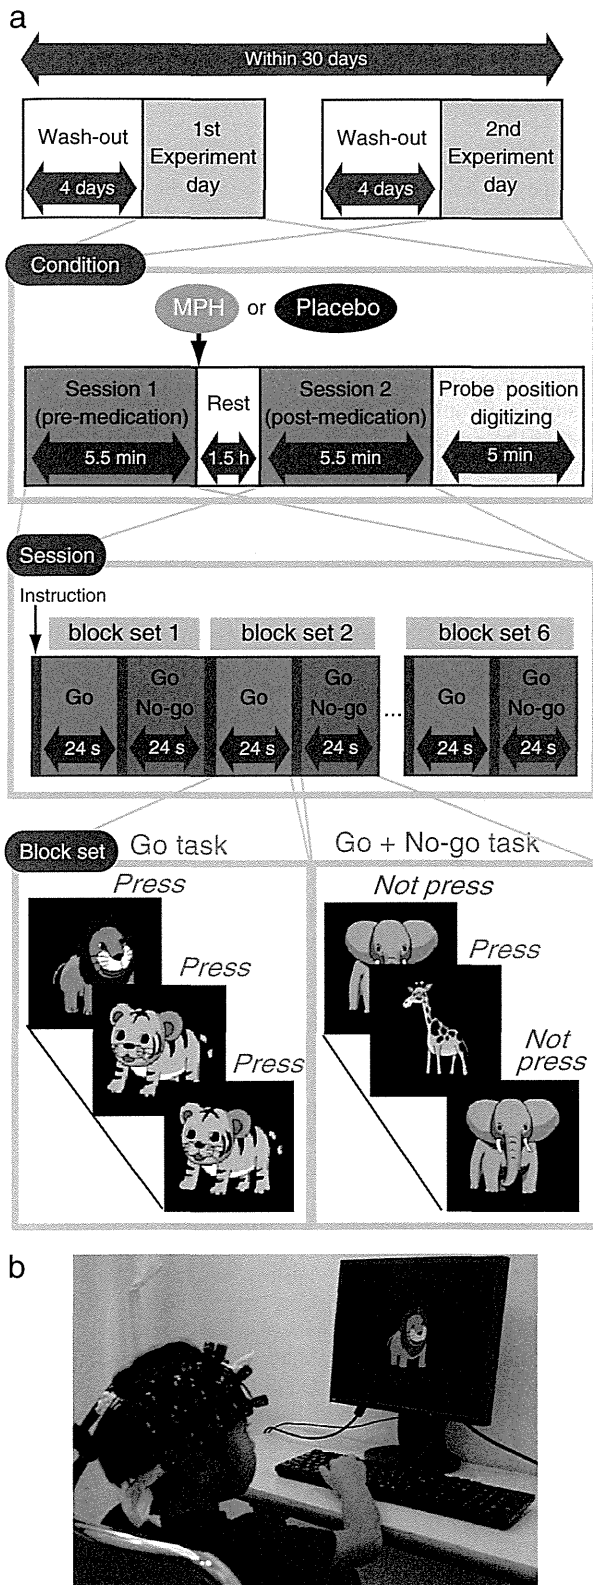 a
Within 30 days
Wash-out
4 days
1st
Experiment
day
Wash-out
4 days
2nd
Experiment
day
Condition
MPH or Placebo
Session 1
(pre-medication)
5.5 min
Rest
1.5 h
Session 2
(post-medication)
5.5 min
Probe position
digitizing
5 min
Session
Instruction
block set 1
block set 2
block set 6
Go
24 s
Go
No-go
24 s
Go
24 s
Go
No-go
24 s
...
Go
24 s
Go
No-go
24 s
Block set
Go task
Go + No-go task
Press
Press
Press
Not press
Press
Not
press
b